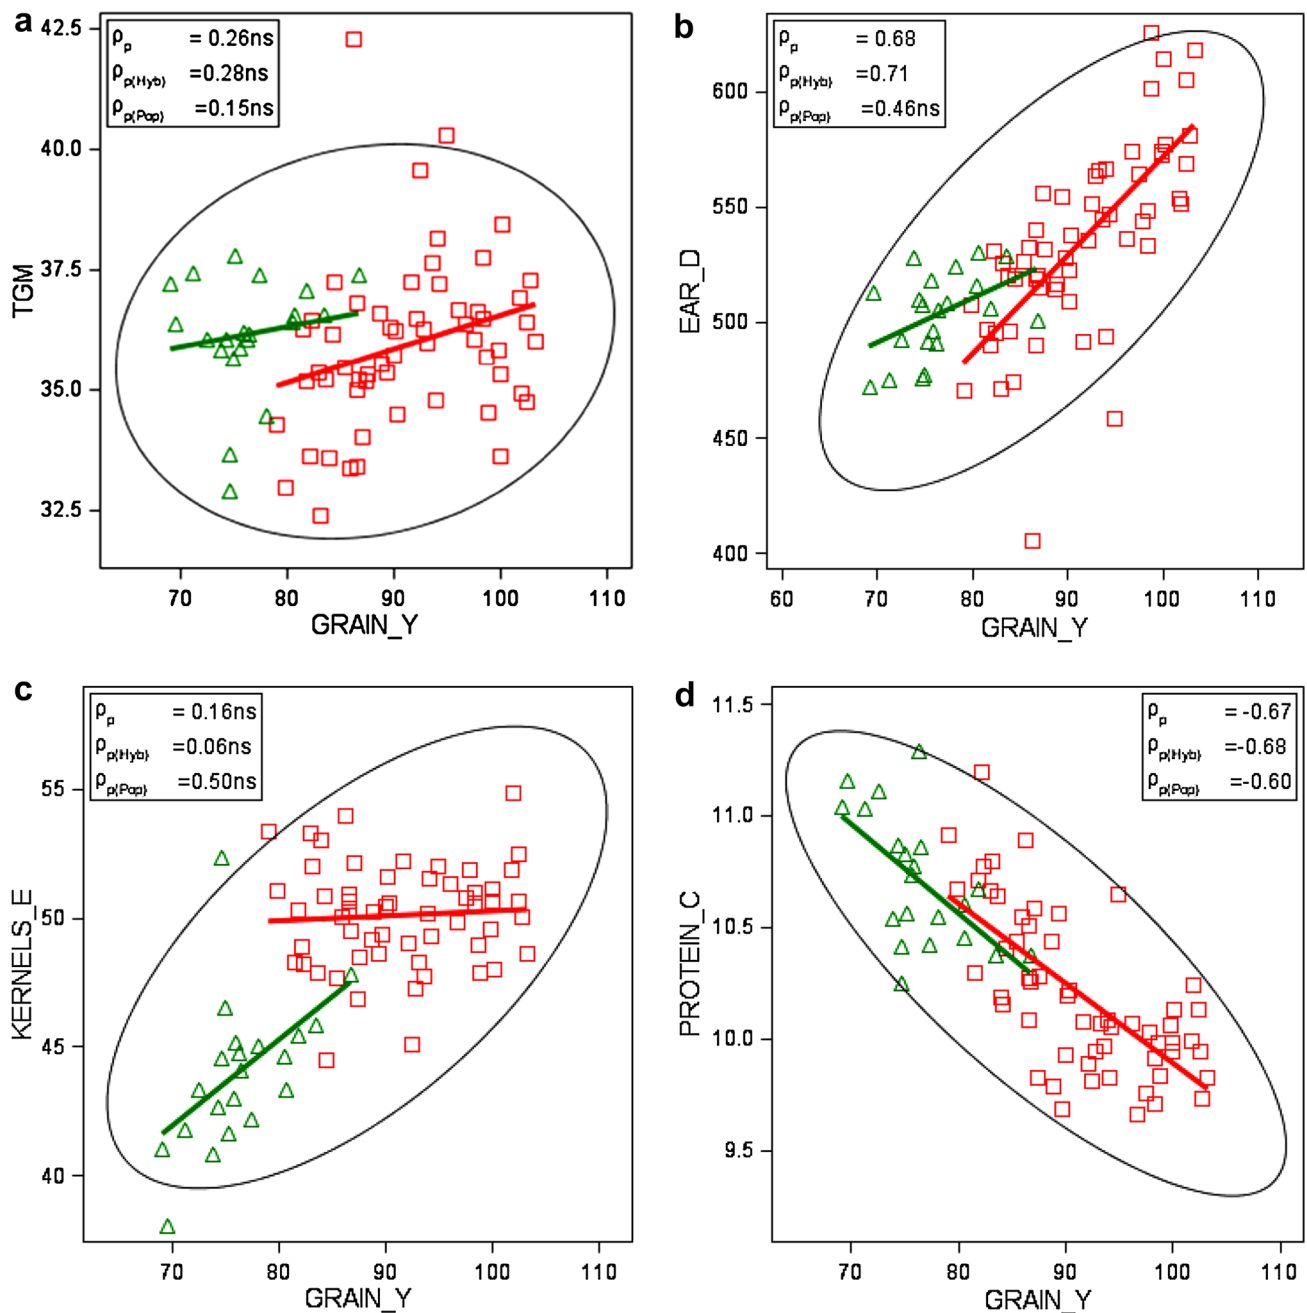 a
ρp = 0.26ns
ρp(Hyb) =0.28ns
ρp(Pop) =0.15ns
42.5
40.0
37.5
35.0
32.5
TGM
70 80 90 100 110
GRAIN_Y
b
ρp = 0.68
ρp(Hyb) =0.71
ρp(Pop) =0.46ns
600
550
500
450
400
EAR_D
60 70 80 90 100 110
GRAIN_Y
c
ρp = 0.16ns
ρp(Hyb) =0.06ns
ρp(Pop) =0.50ns
55
50
45
40
KERNELS_E
70 80 90 100 110
GRAIN_Y
d
ρp = -0.67
ρp(Hyb) =-0.68
ρp(Pop) =-0.60
11.5
11.0
10.5
10.0
9.5
PROTEIN_C
70 80 90 100 110
GRAIN_Y